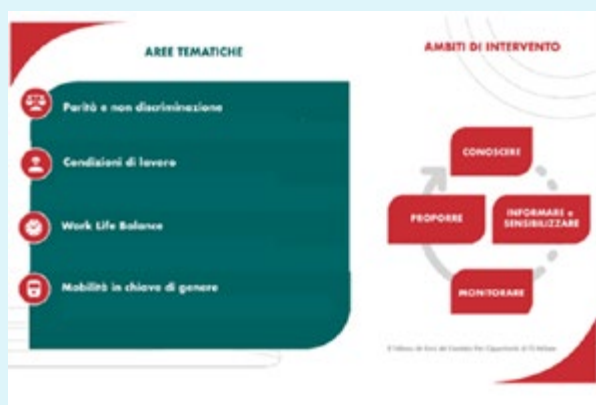 AREE TEMATICHE
Parità e non discriminazione
Condizioni di lavoro
Work Life Balance
Mobilità in chiave di genere
AMBITI DI INTERVENTO
CONOSCERE
INFORMARE e
SENSIBILIZZARE
MONITORARE
PROPORRE